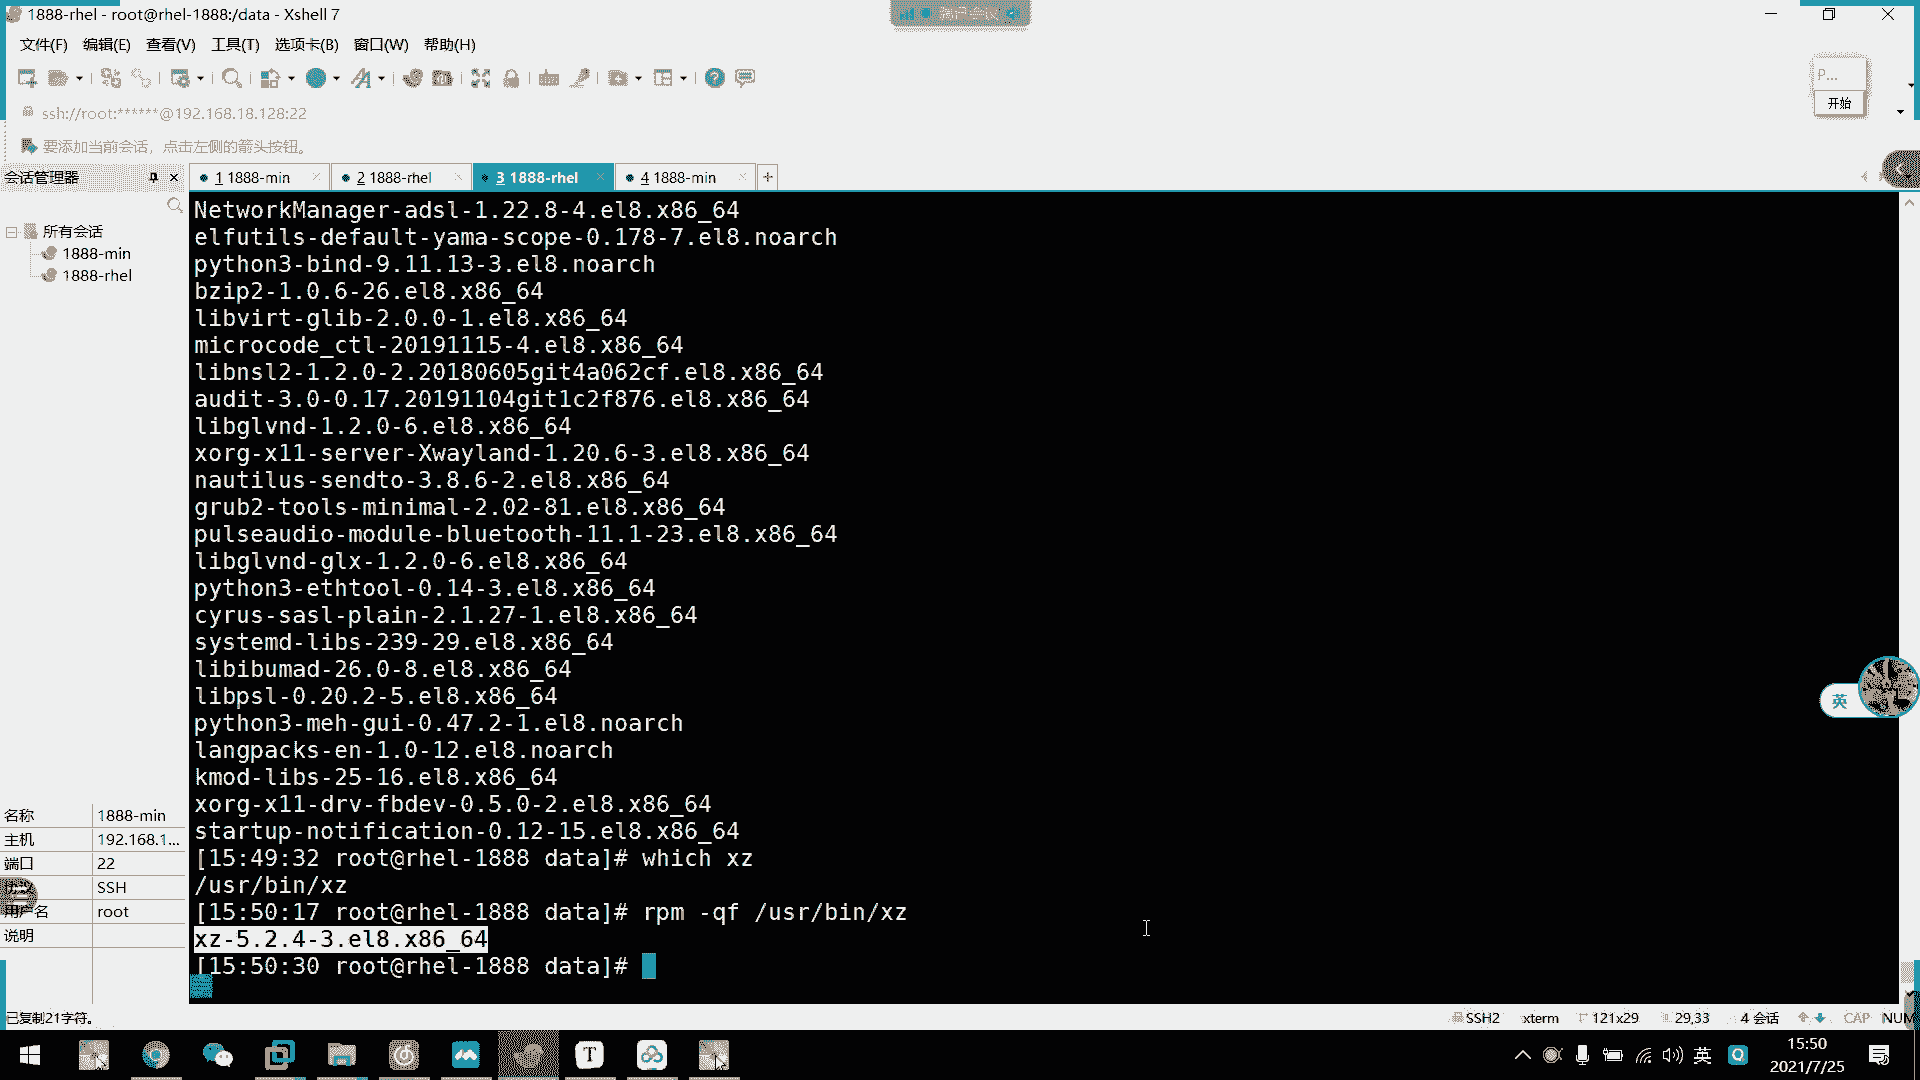 1888-rhel - root@rhel-1888:/data - Xshell 7
文件(F) 编辑(E) 查看(V) 工具(T) 选项卡(B) 窗口(W) 帮助(H)
P...
开始
ssh://root:******@192.168.18.128:22
要添加当前会话，点击左侧的箭头按钮。
会话管理器
1 1888-min
2 1888-rhel
3 1888-rhel
4 1888-min
所有会话
1888-min
1888-rhel
NetworkManager-adsl-1.22.8-4.el8.x86_64
elfutils-default-yama-scope-0.178-7.el8.noarch
python3-bind-9.11.13-3.el8.noarch
bzip2-1.0.6-26.el8.x86_64
libvirt-glib-2.0.0-1.el8.x86_64
microcode_ctl-20191115-4.el8.x86_64
libnsl2-1.2.0-2.20180605git4a062cf.el8.x86_64
audit-3.0-0.17.20191104git1c2f876.el8.x86_64
libglvnd-1.2.0-6.el8.x86_64
xorg-x11-server-Xwayland-1.20.6-3.el8.x86_64
nautilus-sendto-3.8.6-2.el8.x86_64
grub2-tools-minimal-2.02-81.el8.x86_64
pulseaudio-module-bluetooth-11.1-23.el8.x86_64
libglvnd-glx-1.2.0-6.el8.x86_64
python3-ethtool-0.14-3.el8.x86_64
cyrus-sasl-plain-2.1.27-1.el8.x86_64
systemd-libs-239-29.el8.x86_64
libibumad-26.0-8.el8.x86_64
libpsl-0.20.2-5.el8.x86_64
python3-meh-gui-0.47.2-1.el8.noarch
langpacks-en-1.0-12.el8.noarch
kmod-libs-25-16.el8.x86_64
xorg-x11-drv-fbdev-0.5.0-2.el8.x86_64
startup-notification-0.12-15.el8.x86_64
[15:49:32 root@rhel-1888 data]# which xz
/usr/bin/xz
[15:50:17 root@rhel-1888 data]# rpm -qf /usr/bin/xz
xz-5.2.4-3.el8.x86_64
[15:50:30 root@rhel-1888 data]#
名称 1888-min
主机 192.168.1...
端口 22
SSH
用户名 root
说明
英
已复制21字符。
SSH2 xterm 121x29 29,33 4 会话 CAP NUM
英
15:50
2021/7/25